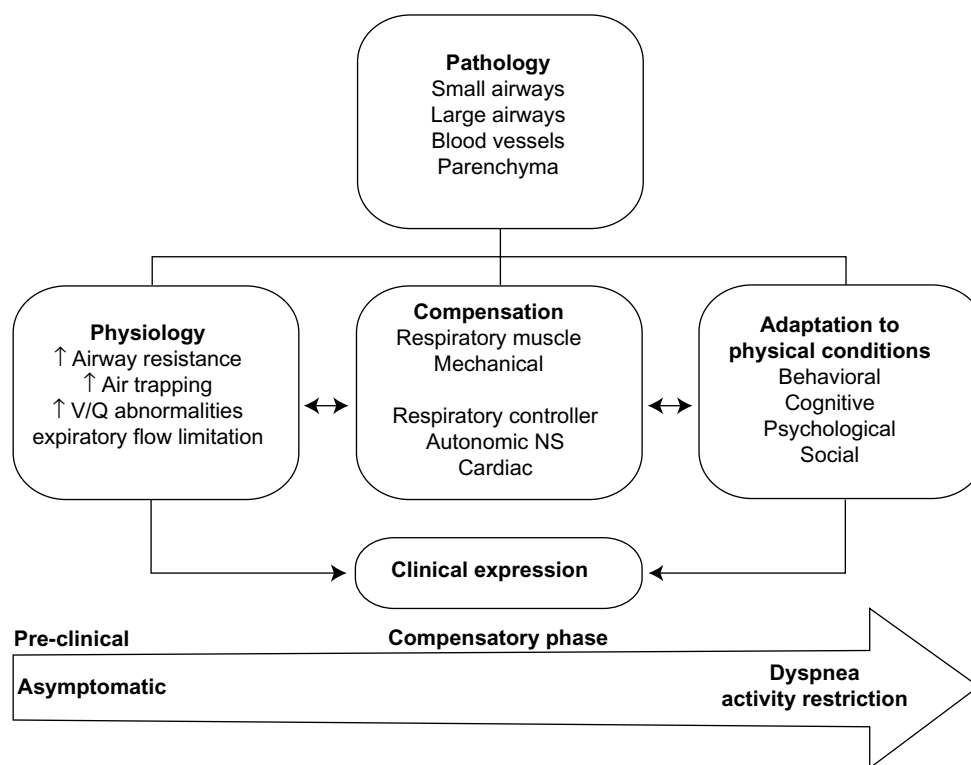 Pathology
Small airways
Large airways
Blood vessels
Parenchyma
Physiology
↑ Airway resistance
↑ Air trapping
↑ V/Q abnormalities
expiratory flow limitation
Compensation
Respiratory muscle
Mechanical
Respiratory controller
Autonomic NS
Cardiac
Adaptation to
physical conditions
Behavioral
Cognitive
Psychological
Social
Clinical expression
Pre-clinical
Compensatory phase
Asymptomatic
Dyspnea
activity restriction